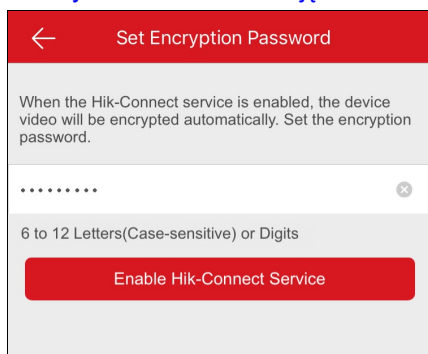 Set Encryption Password
When the Hik-Connect service is enabled, the device
video will be encrypted automatically. Set the encryption
password.
•••••••••
6 to 12 Letters(Case-sensitive) or Digits
Enable Hik-Connect Service